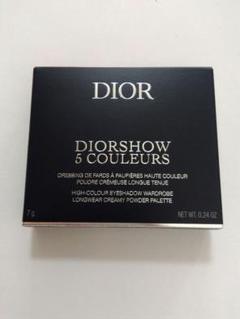 DIOR
DIORSHOW
5 COULEURS
DRESSING DE FARDS À PAUPIÈRES HAUTE COULEUR
POUDRE CRÉMEUSE LONGUE TENUE
HIGH-COLOUR EYESHADOW WARDROBE
LONGWEAR CREAMY POWDER PALETTE
7 g NET WT. 0.24 OZ